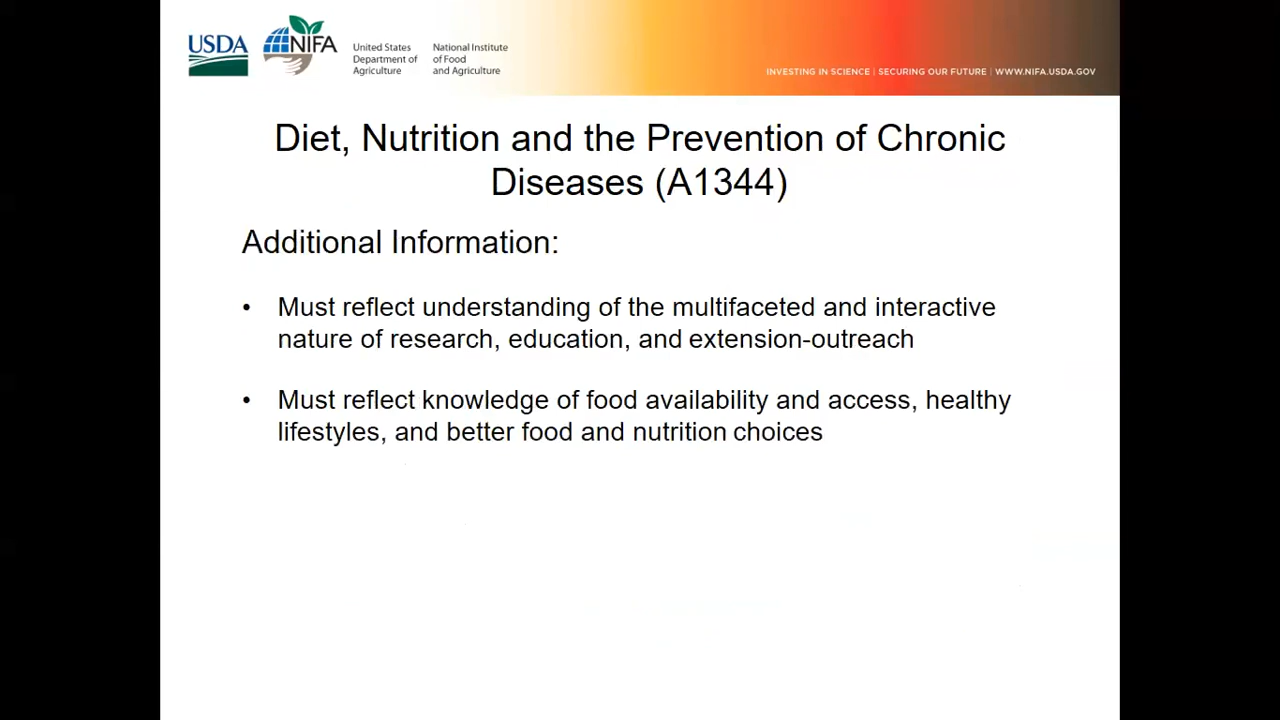 USDA
NIFA
United States
Department of
Agriculture
National Institute
of Food
and Agriculture
INVESTING IN SCIENCE | SECURING OUR FUTURE | WWW.NIFA.USDA.GOV
Diet, Nutrition and the Prevention of Chronic
Diseases (A1344)
Additional Information:
• Must reflect understanding of the multifaceted and interactive
nature of research, education, and extension-outreach
• Must reflect knowledge of food availability and access, healthy
lifestyles, and better food and nutrition choices